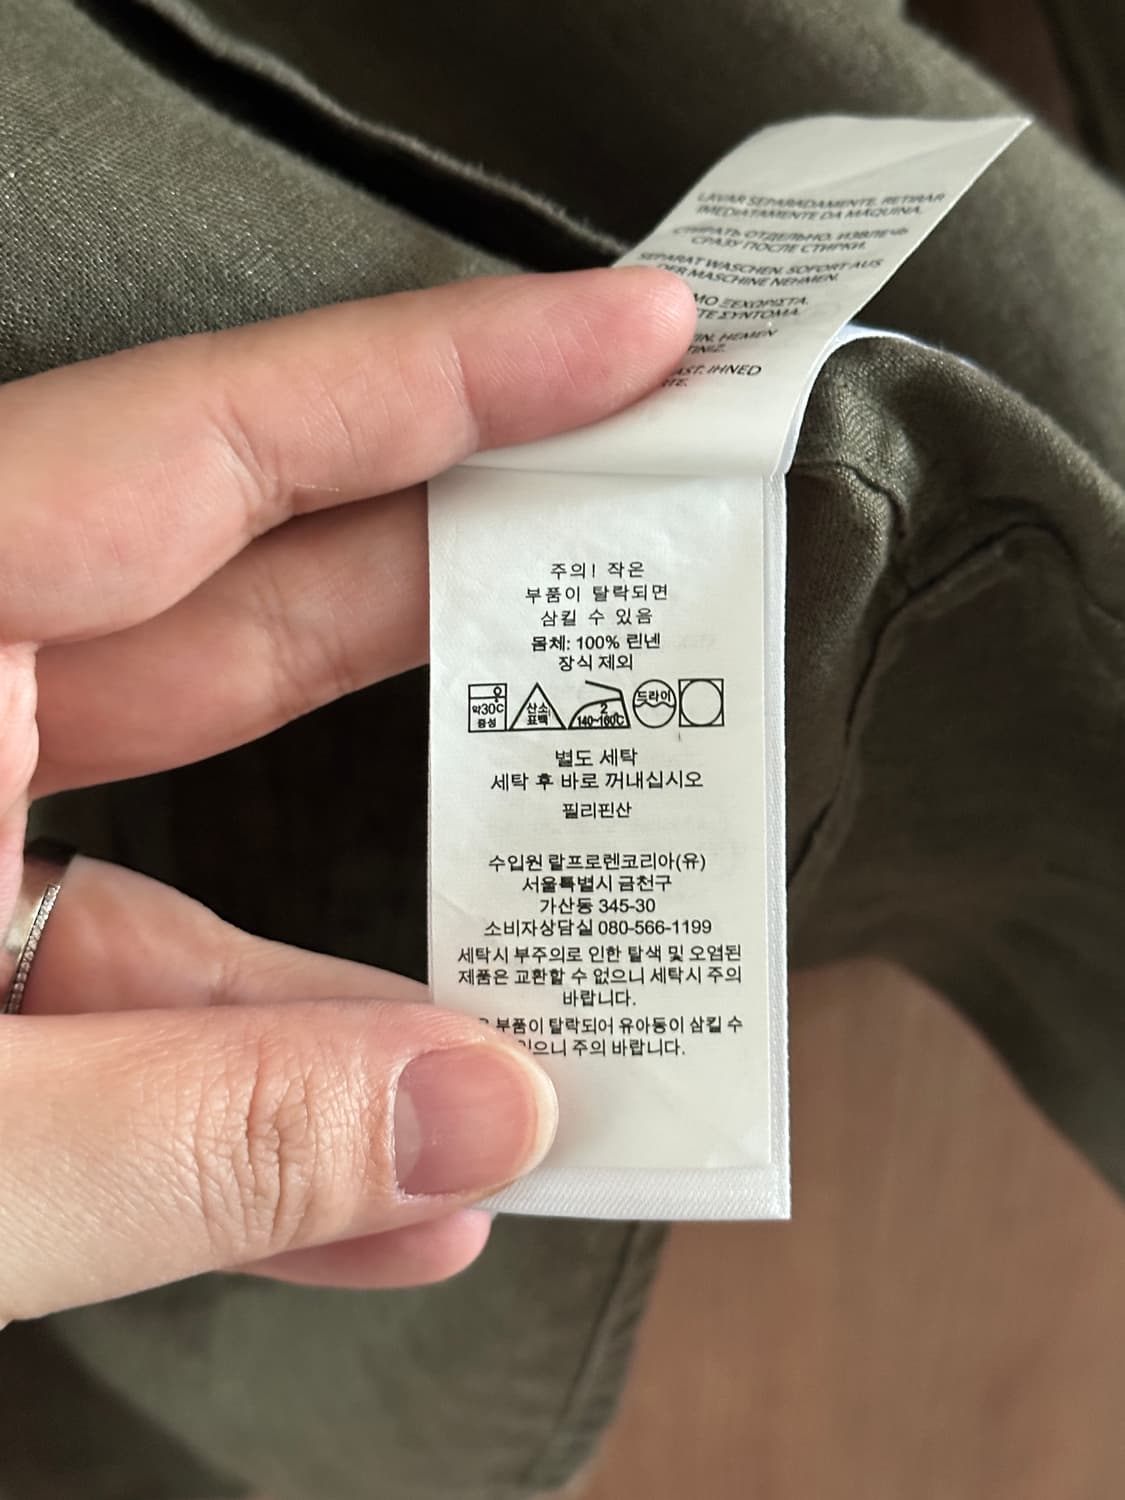 LAVAR SEPARADAMENTE. RETIRAR
IMEDIATAMENTE DA MÁQUINA.
СТИРАТЬ ОТДЕЛЬНО. ИЗВЛЕЧЬ
СРАЗУ ПОСЛЕ СТИРКИ.
SEPARAT WASCHEN. SOFORT AUS
DER MASCHINE NEHMEN.
ΞΕΧΩΡΙΣΤΑ.
ΣΥΝΤΟΜΑ.
HEMEN
IHNED
주의! 작은
부품이 탈락되면
삼킬 수 있음
몸체: 100% 린넨
장식 제외
약30℃
중성
산소
표백
2
140~160℃
드라이
별도 세탁
세탁 후 바로 꺼내십시오
필리핀산
수입원 랄프로렌코리아(유)
서울특별시 금천구
가산동 345-30
소비자상담실 080-566-1199
세탁시 부주의로 인한 탈색 및 오염된
제품은 교환할 수 없으니 세탁시 주의
바랍니다.
부품이 탈락되어 유아동이 삼킬 수
있으니 주의 바랍니다.